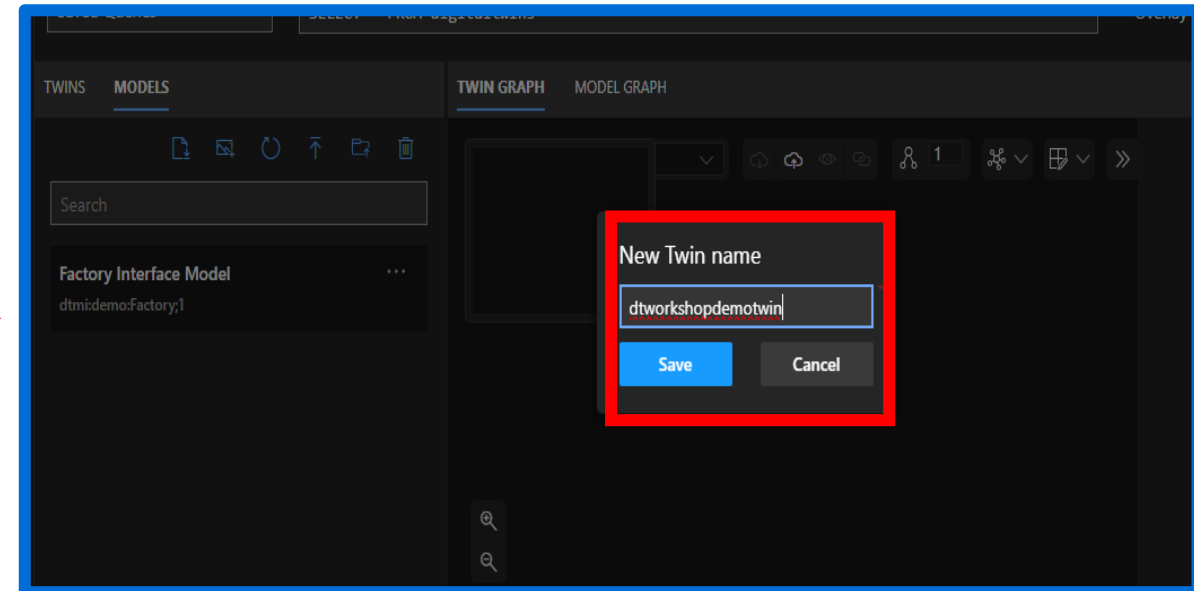 TWINS MODELS
TWIN GRAPH MODEL GRAPH
1
Search
New Twin name
Factory Interface Model
dtmi:demo:Factory;1
dtworkshopdemotwin
Save Cancel